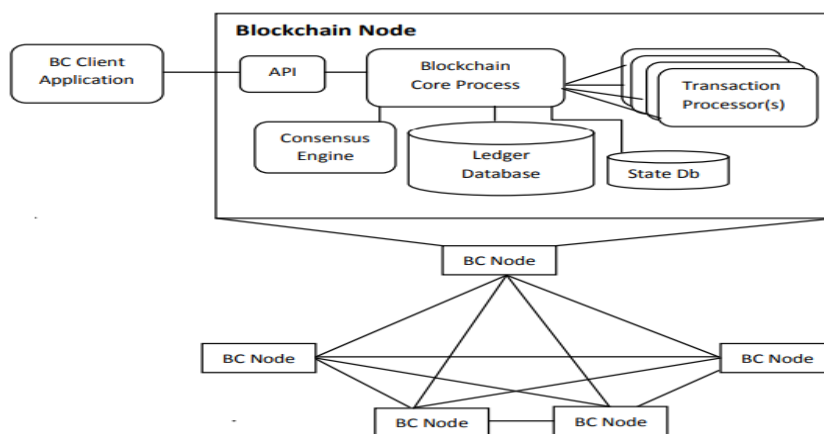 Blockchain Node
BC Client
Application
API
Blockchain
Core Process
Transaction
Processor(s)
Consensus
Engine
Ledger
Database
State Db
BC Node
BC Node
BC Node
BC Node
BC Node